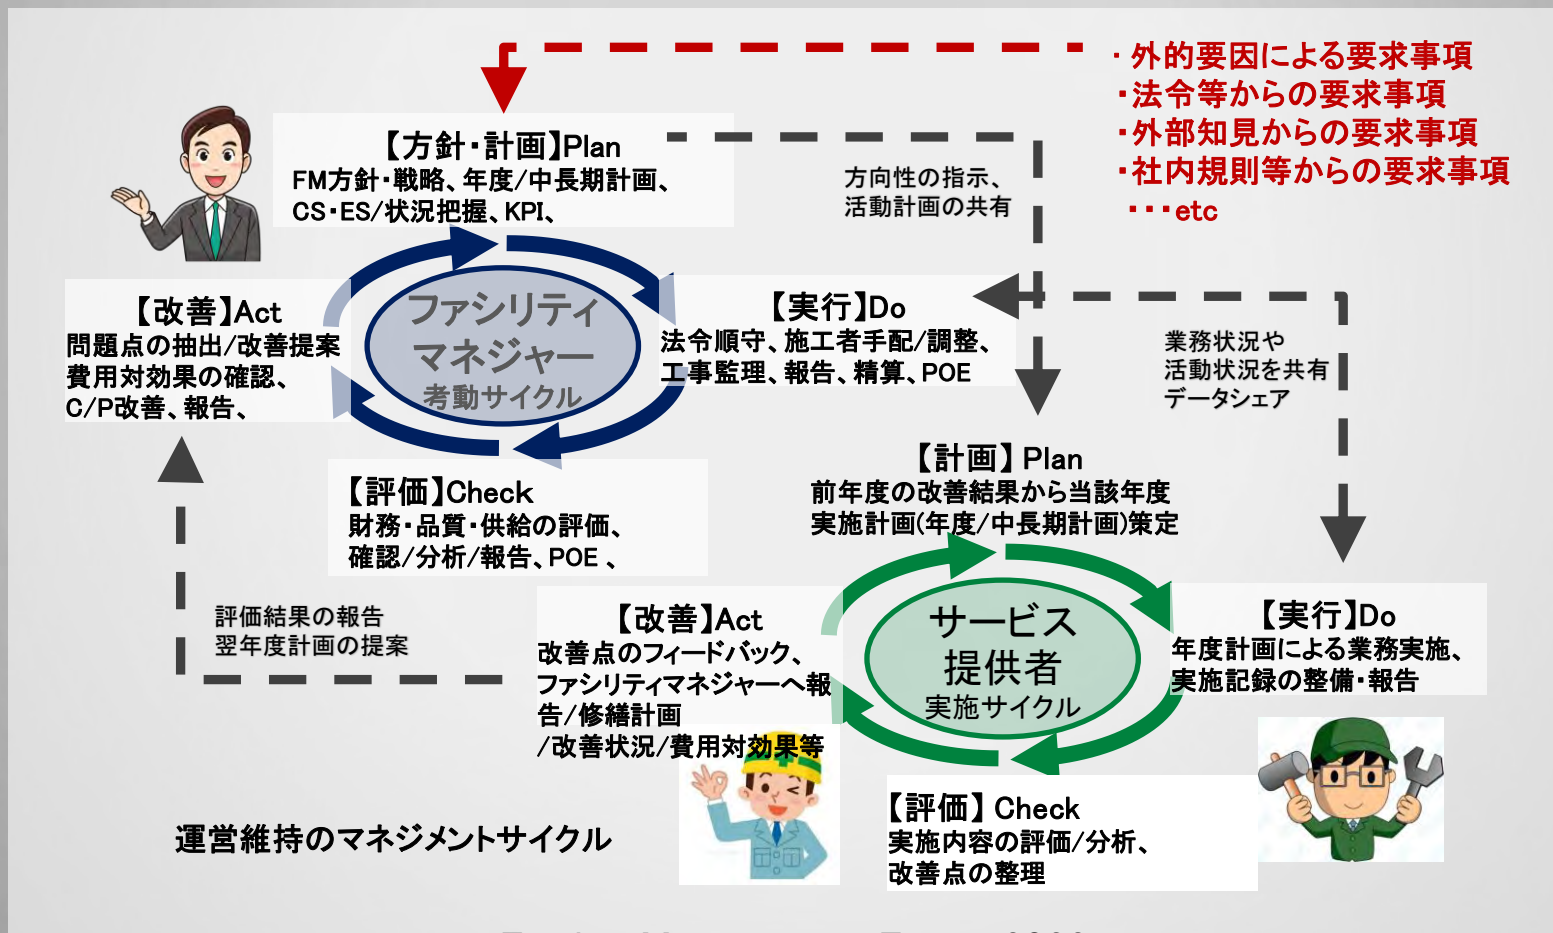 ・外的要因による要求事項
・法令等からの要求事項
・外部知見からの要求事項
・社内規則等からの要求事項
・・・etc
【方針・計画】Plan
FM方針・戦略、年度/中長期計画、
CS・ES/状況把握、KPI、
方向性の指示、
活動計画の共有
【改善】Act
問題点の抽出/改善提案
費用対効果の確認、
C/P改善、報告、
ファシリティ
マネジャー
考動サイクル
【実行】Do
法令順守、施工者手配/調整、
工事監理、報告、精算、POE
業務状況や
活動状況を共有
データシェア
【評価】Check
財務・品質・供給の評価、
確認/分析/報告、POE 、
【計画】 Plan
前年度の改善結果から当該年度
実施計画(年度/中長期計画)策定
評価結果の報告
翌年度計画の提案
【改善】Act
改善点のフィードバック、
ファシリティマネジャーへ報
告/修繕計画
/改善状況/費用対効果等
サービス
提供者
実施サイクル
【実行】Do
年度計画による業務実施、
実施記録の整備・報告
【評価】 Check
実施内容の評価/分析、
改善点の整理
運営維持のマネジメントサイクル